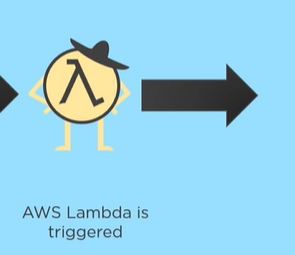 λ
AWS Lambda is
triggered